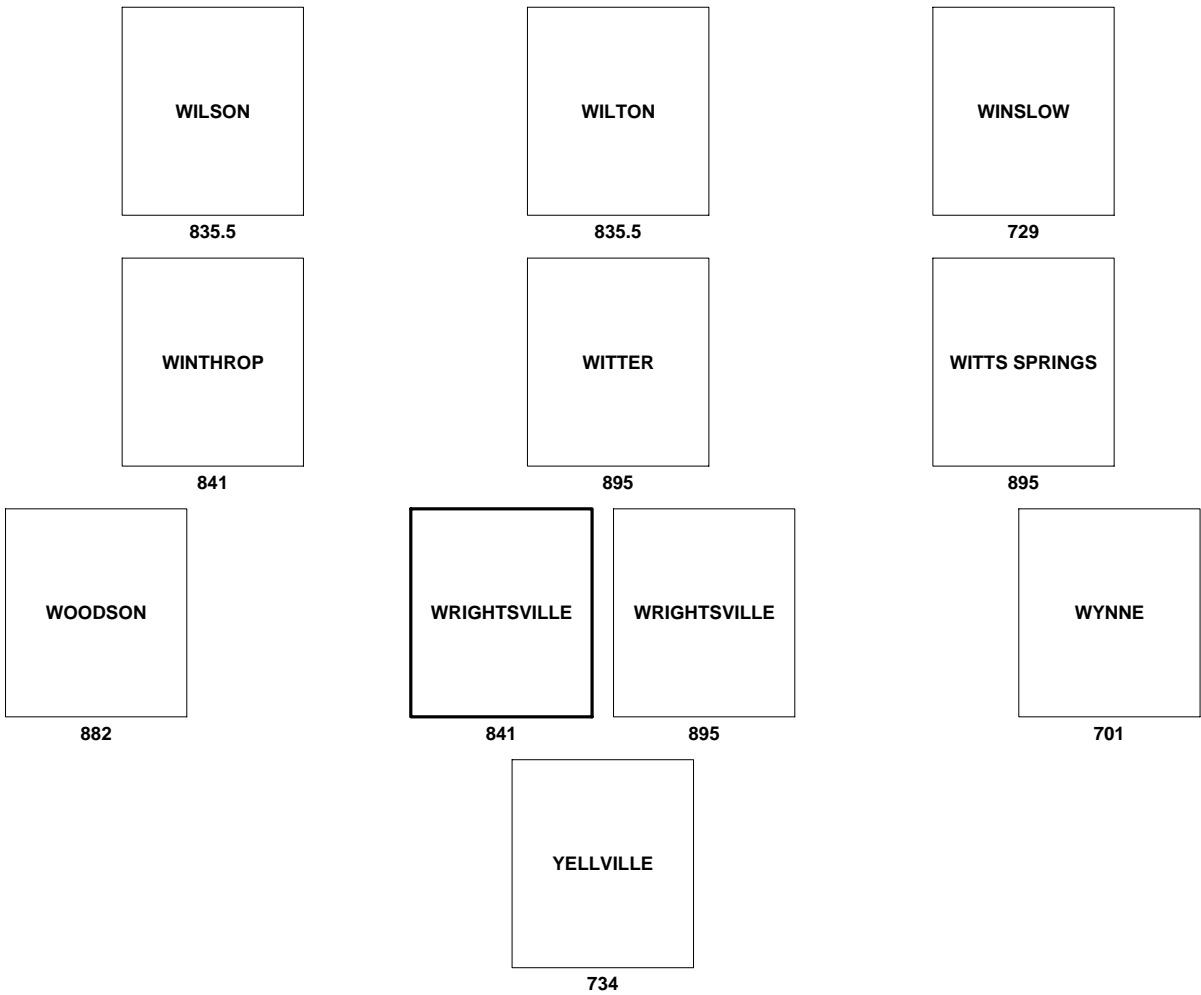 WILSON
835.5
WILTON
835.5
WINSLOW
729
WINTHROP
841
WITTER
895
WITTS SPRINGS
895
WOODSON
882
WRIGHTSVILLE
841
WRIGHTSVILLE
895
WYNNE
701
YELLVILLE
734